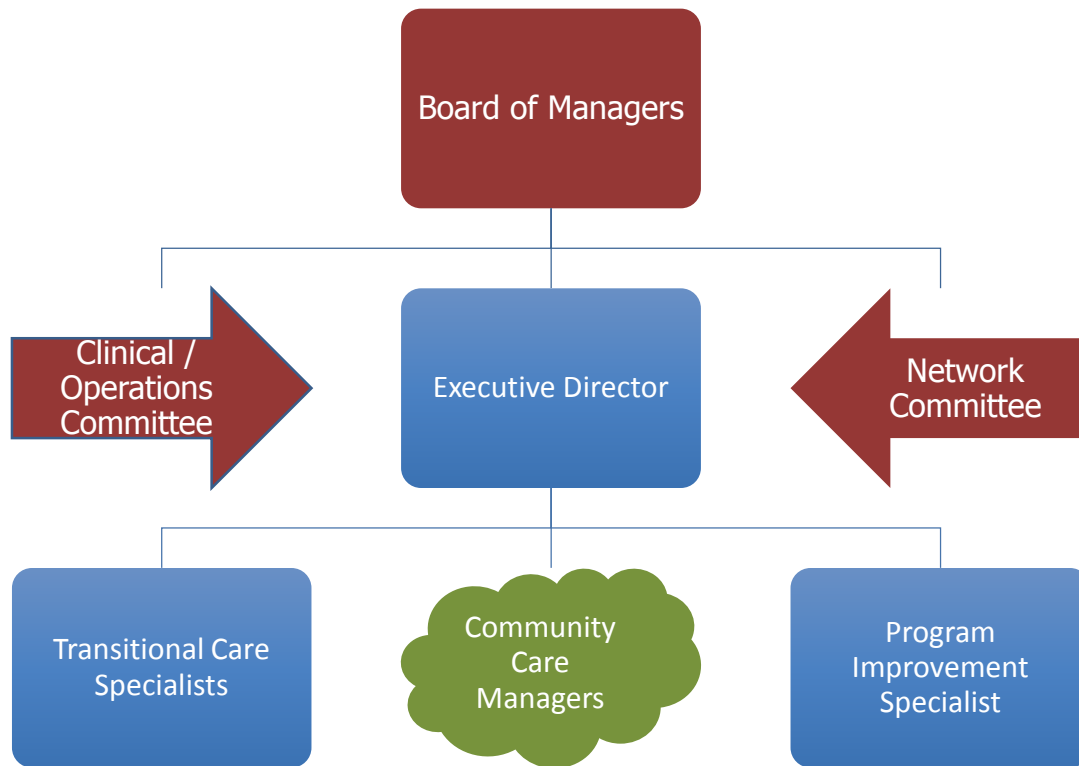 Board of Managers
Clinical /
Operations
Committee
Executive Director
Network
Committee
Transitional Care
Specialists
Community
Care
Managers
Program
Improvement
Specialist